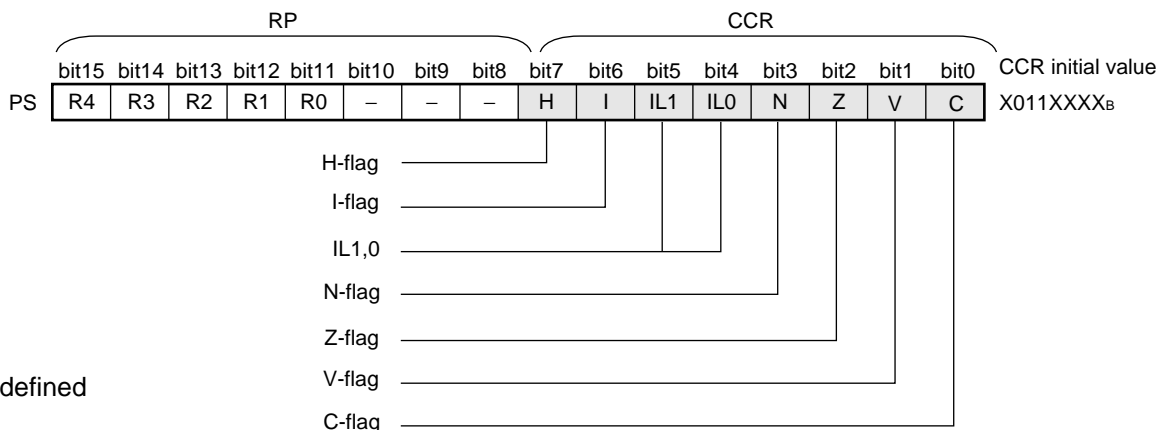 RP CCR
bit15 bit14 bit13 bit12 bit11 bit10 bit9 bit8 bit7 bit6 bit5 bit4 bit3 bit2 bit1 bit0 CCR initial value
PS R4 R3 R2 R1 R0 – – – H I IL1 IL0 N Z V C X011XXXXB
H-flag
I-flag
IL1,0
N-flag
Z-flag
V-flag
defined
C-flag